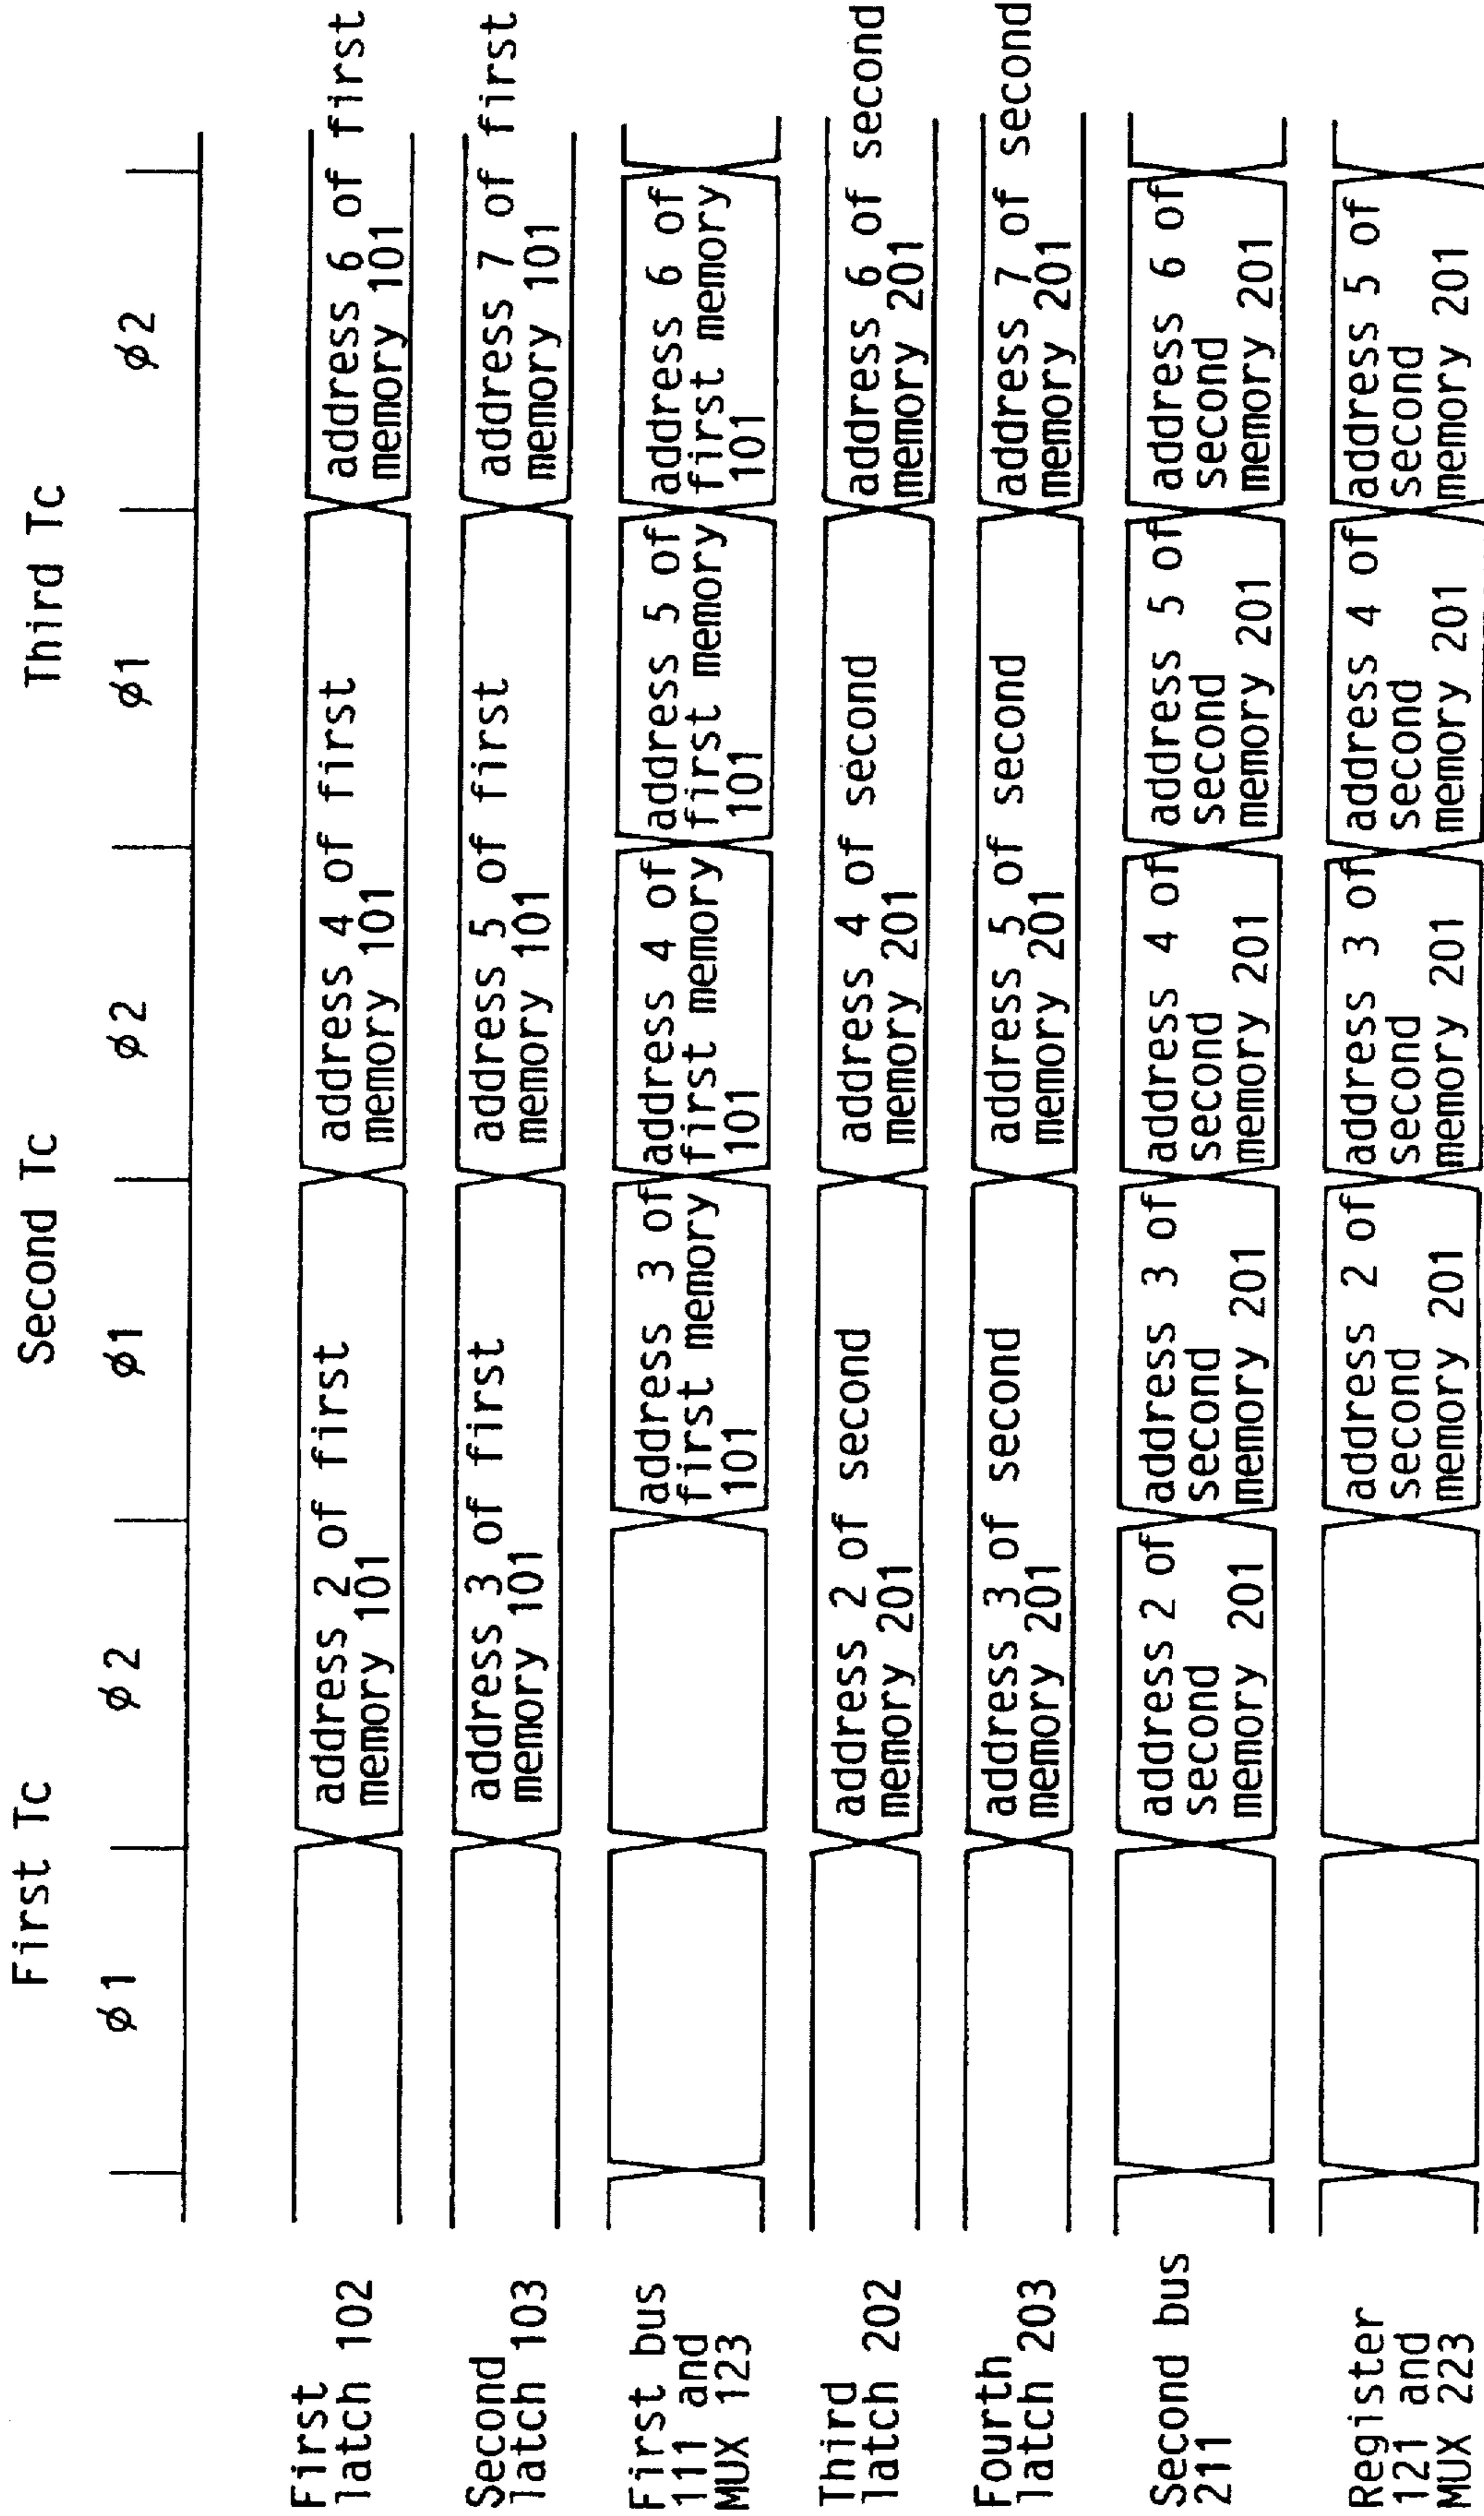 First Tc Second Tc Third Tc
ø1 ø2 ø1 ø2 ø1 ø2
First
latch 102
address 2 of first
memory 101
address 4 of first
memory 101
address 6 of first
memory 101
Second
latch 103
address 3 of first
memory 101
address 5 of first
memory 101
address 7 of first
memory 101
First bus
111 and
MUX 123
address 3 of
first memory
101
address 4 of
first memory
101
address 5 of
first memory
101
address 6 of
first memory
101
Third
latch 202
address 2 of second
memory 201
address 4 of second
memory 201
address 6 of second
memory 201
Fourth
latch 203
address 3 of second
memory 201
address 5 of second
memory 201
address 7 of second
memory 201
Second bus
211
address 2 of
second
memory 201
address 3 of
second
memory 201
address 4 of
second
memory 201
address 5 of
second
memory 201
address 6 of
second
memory 201
Register
121 and
MUX 223
address 2 of
second
memory 201
address 3 of
second
memory 201
address 4 of
second
memory 201
address 5 of
second
memory 201